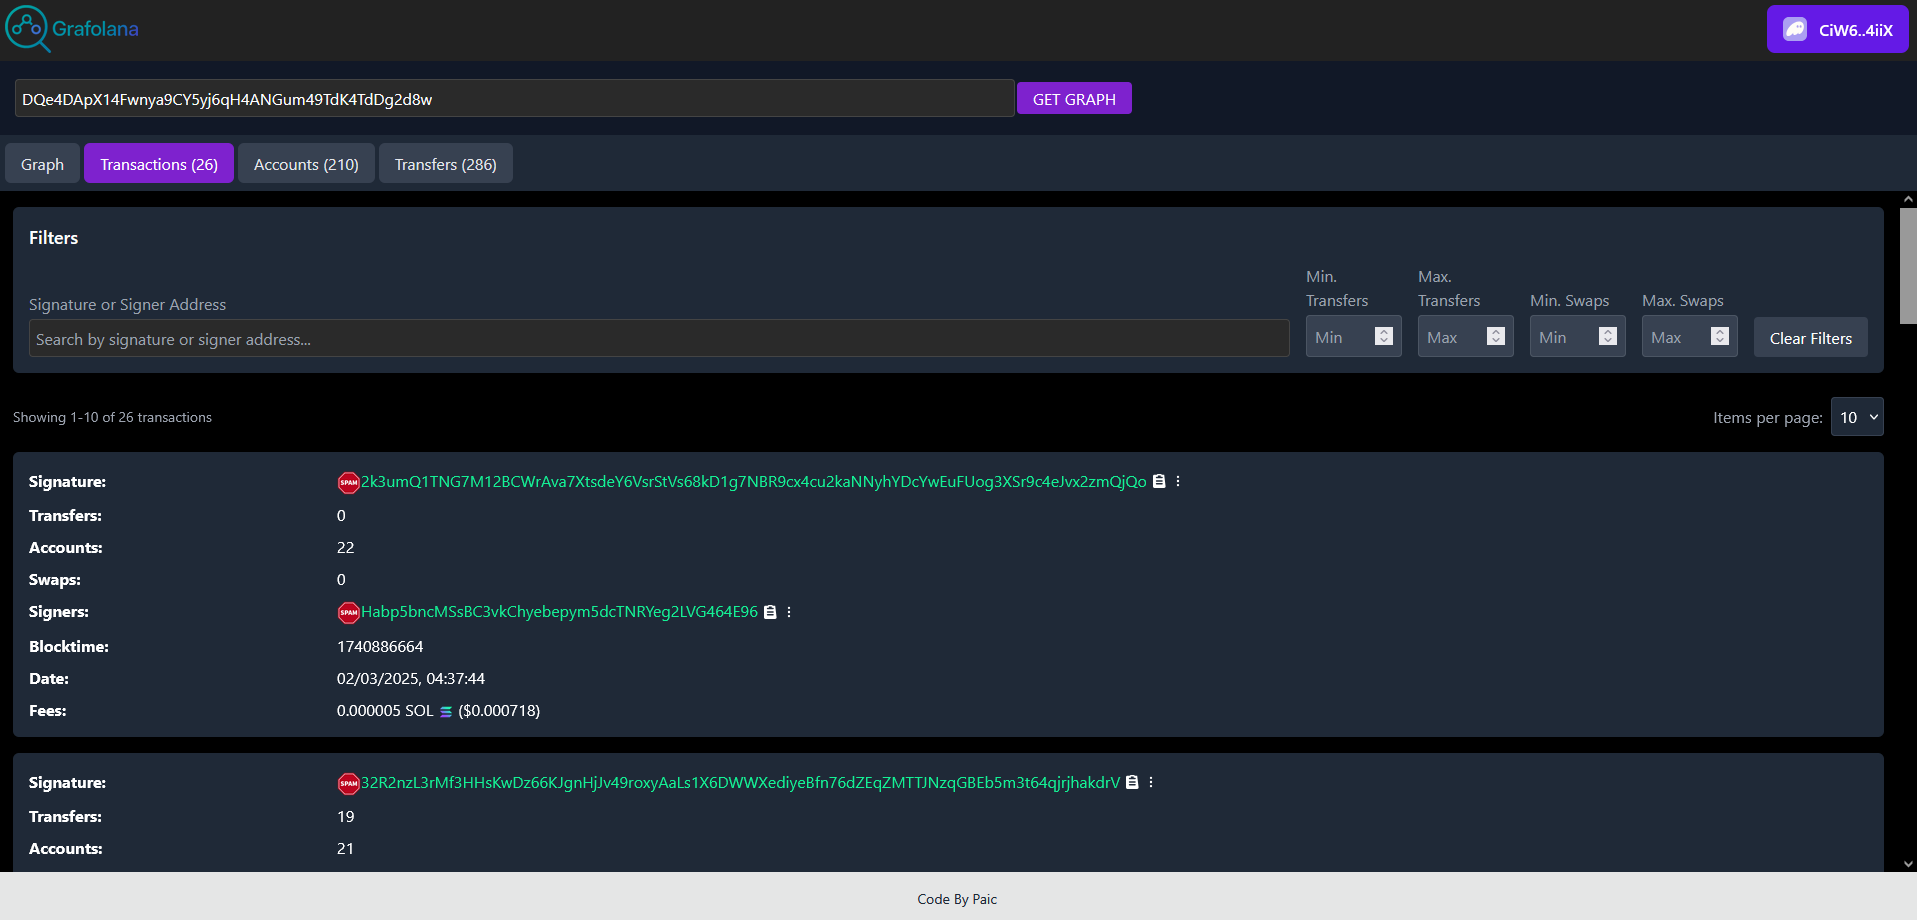 Grafolana
CiW6..4iiX
DQe4DApX14Fwnya9CY5yj6qH4ANGum49TdK4TdDg2d8w
GET GRAPH
Graph
Transactions (26)
Accounts (210)
Transfers (286)
Filters
Signature or Signer Address
Search by signature or signer address...
Min.
Transfers
Min
Max.
Transfers
Max
Min. Swaps
Min
Max. Swaps
Max
Clear Filters
Showing 1-10 of 26 transactions
Items per page: 10
Signature: SPAM 2k3umQ1TNG7M12BCWrAva7XtsdeY6VsrStVs68kD1g7NBR9cx4cu2kaNNyhYDcYwEuFUog3XSr9c4eJvx2zmQjQo
Transfers: 0
Accounts: 22
Swaps: 0
Signers: SPAM Habp5bncMSsBC3vkChyebepym5dcTNRYeg2LVG464E96
Blocktime: 1740886664
Date: 02/03/2025, 04:37:44
Fees: 0.000005 SOL ($0.000718)
Signature: SPAM 32R2nzL3rMf3HHsKwDz66KJgnHjJv49roxyAaLs1X6DWWXediyeBfn76dZEqZMTTJNzqGBEb5m3t64qjrjhakdrV
Transfers: 19
Accounts: 21
Code By Paic